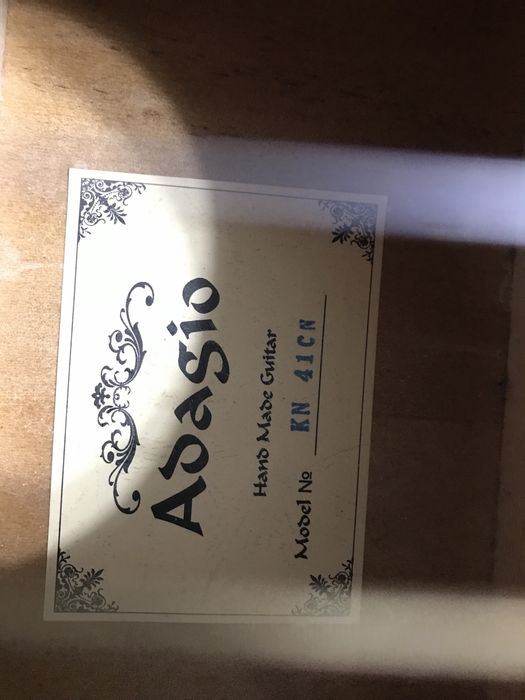 Adagio
Hand Made Guitar
Model No KN 41CN